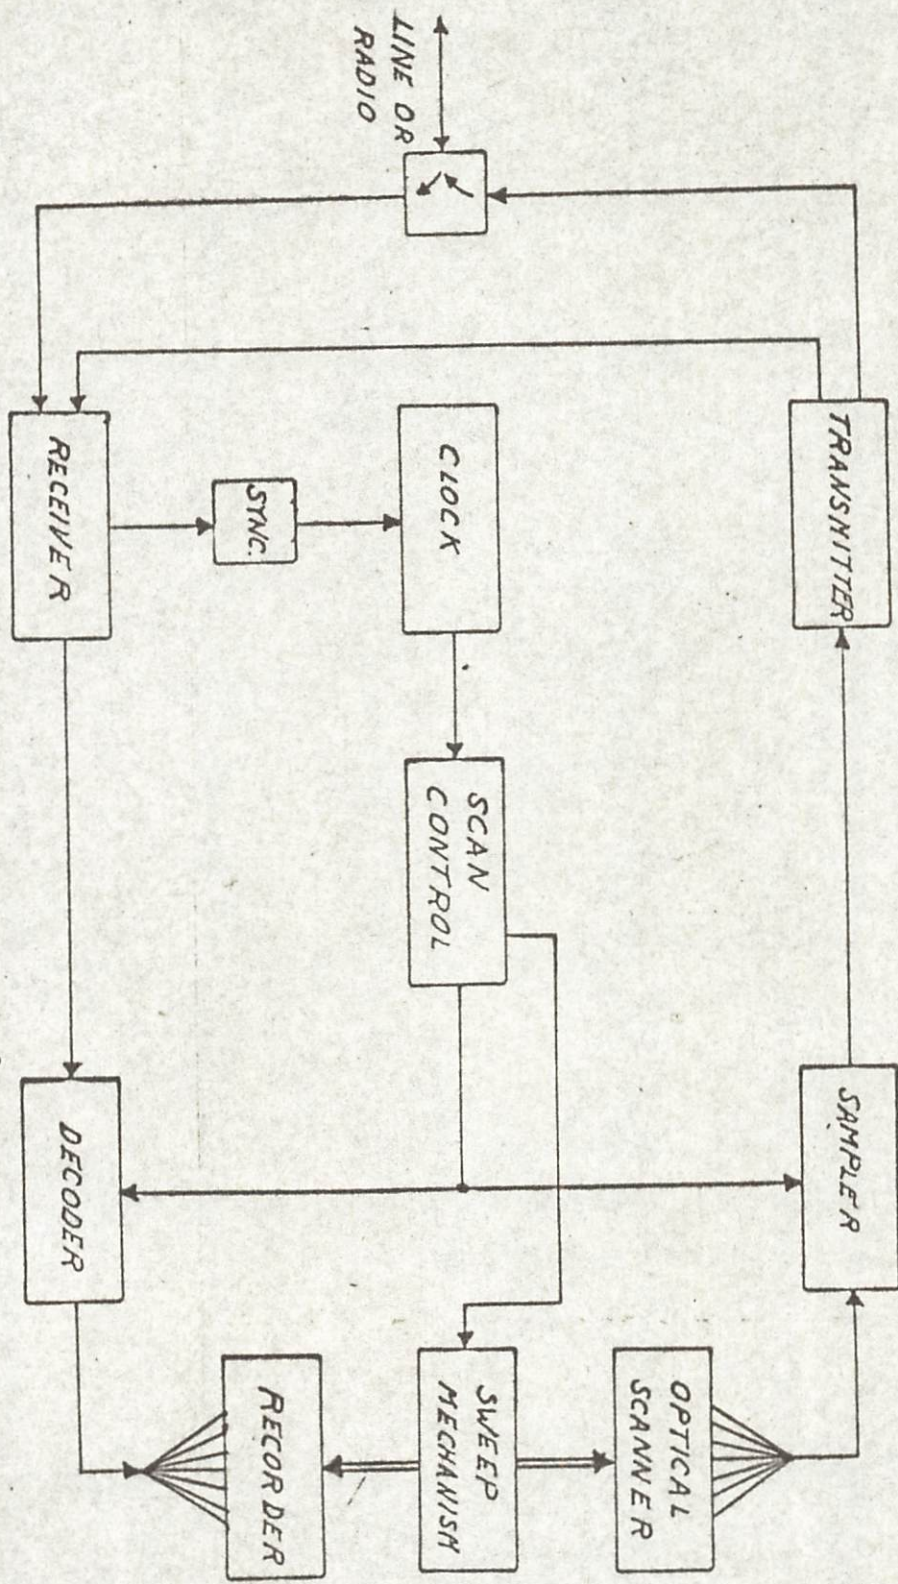 LINE OR
RADIO
TRANSMITTER
SAMPLER
OPTICAL
SCANNER
CLOCK
SCAN
CONTROL
SWEEP
MECHANISM
SYNC.
RECEIVER
DECODER
RECORDER